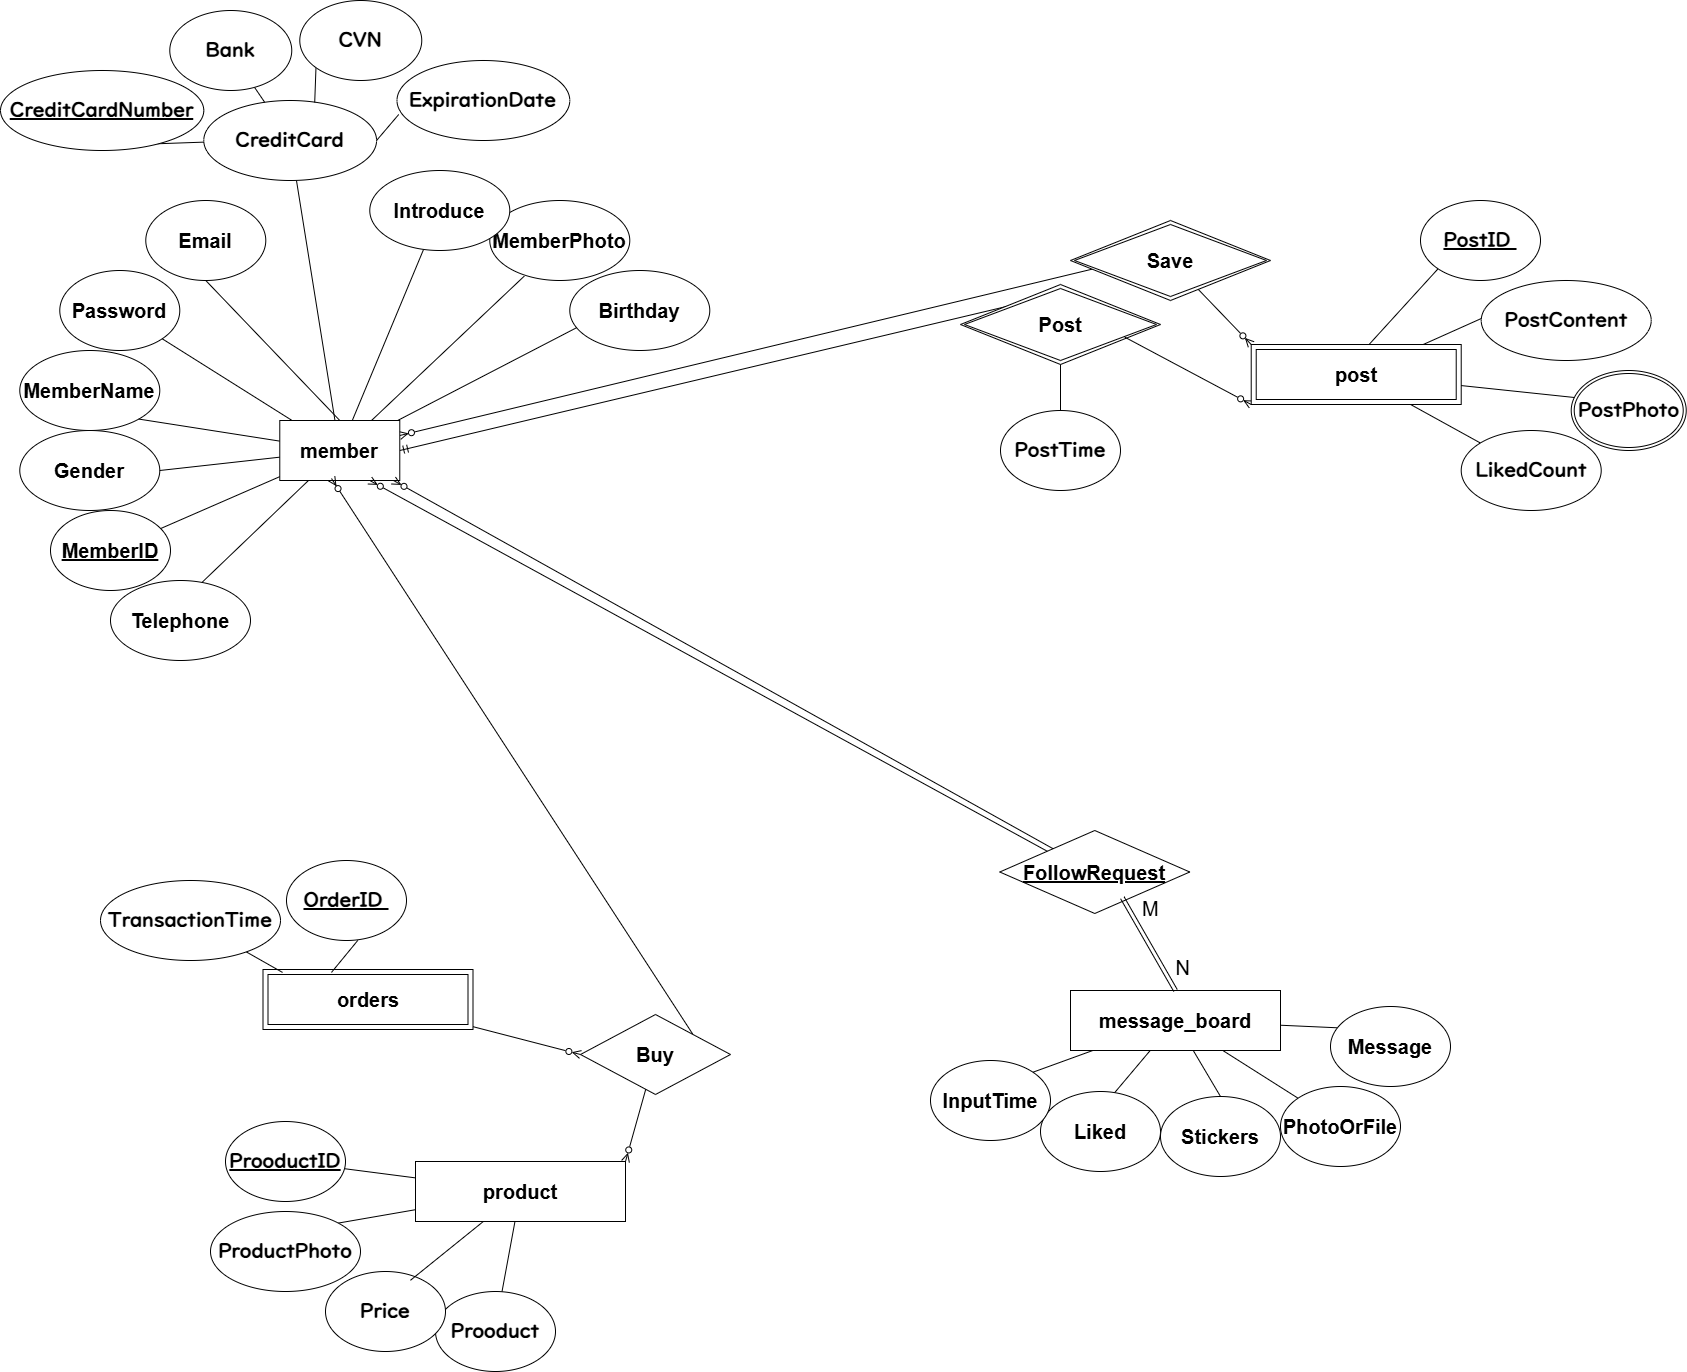 CVN
Bank
ExpirationDate
CreditCardNumber
CreditCard
Introduce
Email
MemberPhoto
Password
Birthday
MemberName
member
Gender
MemberID
Telephone
Save
Post
PostTime
PostID
PostContent
post
PostPhoto
LikedCount
FollowRequest
M
N
message_board
Message
InputTime
Liked
Stickers
PhotoOrFile
OrderID
TransactionTime
orders
Buy
ProoductID
product
ProductPhoto
Price
Prooduct